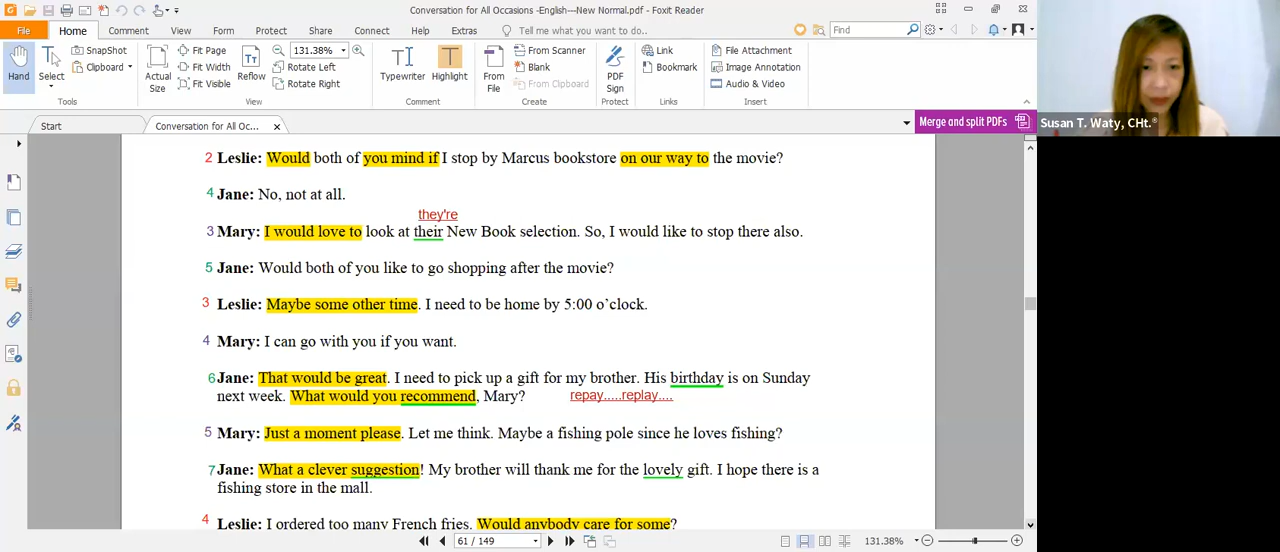 Conversation for All Occasions -English---New Normal.pdf - Foxit Reader
File Home Comment View Form Protect Share Connect Help Extras Tell me what you want to do.. Find
Hand
Select
SnapShot
Clipboard
Tools
Actual Size
Fit Page
Fit Width
Fit Visible
Reflow
131.38%
Rotate Left
Rotate Right
View
Typewriter
Highlight
Comment
From File
From Scanner
Blank
From Clipboard
Create
PDF Sign
Protect
Link
Bookmark
Links
File Attachment
Image Annotation
Audio & Video
Insert
Start
Conversation for All Oc...
Merge and split PDFs
Susan T. Waty, CHt.®
2 Leslie: Would both of you mind if I stop by Marcus bookstore on our way to the movie?
4 Jane: No, not at all.
they're
3 Mary: I would love to look at their New Book selection. So, I would like to stop there also.
5 Jane: Would both of you like to go shopping after the movie?
3 Leslie: Maybe some other time. I need to be home by 5:00 o’clock.
4 Mary: I can go with you if you want.
6 Jane: That would be great. I need to pick up a gift for my brother. His birthday is on Sunday
next week. What would you recommend, Mary? repay.....replay....
5 Mary: Just a moment please. Let me think. Maybe a fishing pole since he loves fishing?
7 Jane: What a clever suggestion! My brother will thank me for the lovely gift. I hope there is a
fishing store in the mall.
4 Leslie: I ordered too many French fries. Would anybody care for some?
61 / 149
131.38%